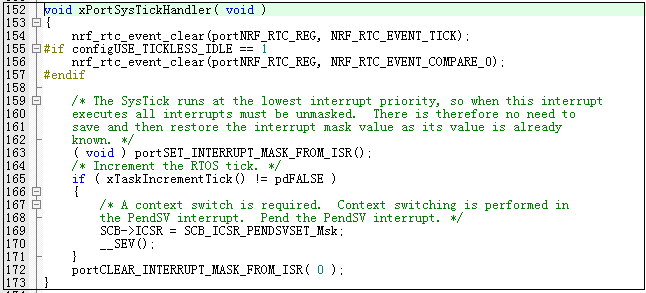 152 void xPortSysTickHandler( void )
153 {
154     nrf_rtc_event_clear(portNRF_RTC_REG, NRF_RTC_EVENT_TICK);
155 #if configUSE_TICKLESS_IDLE == 1
156     nrf_rtc_event_clear(portNRF_RTC_REG, NRF_RTC_EVENT_COMPARE_0);
157 #endif
158
159     /* The SysTick runs at the lowest interrupt priority, so when this interrupt
160     executes all interrupts must be unmasked.  There is therefore no need to
161     save and then restore the interrupt mask value as its value is already
162     known. */
163     ( void ) portSET_INTERRUPT_MASK_FROM_ISR();
164     /* Increment the RTOS tick. */
165     if ( xTaskIncrementTick() != pdFALSE )
166     {
167         /* A context switch is required.  Context switching is performed in
168         the PendSV interrupt.  Pend the PendSV interrupt. */
169         SCB->ICSR = SCB_ICSR_PENDSVSET_Msk;
170         __SEV();
171     }
172     portCLEAR_INTERRUPT_MASK_FROM_ISR( 0 );
173 }